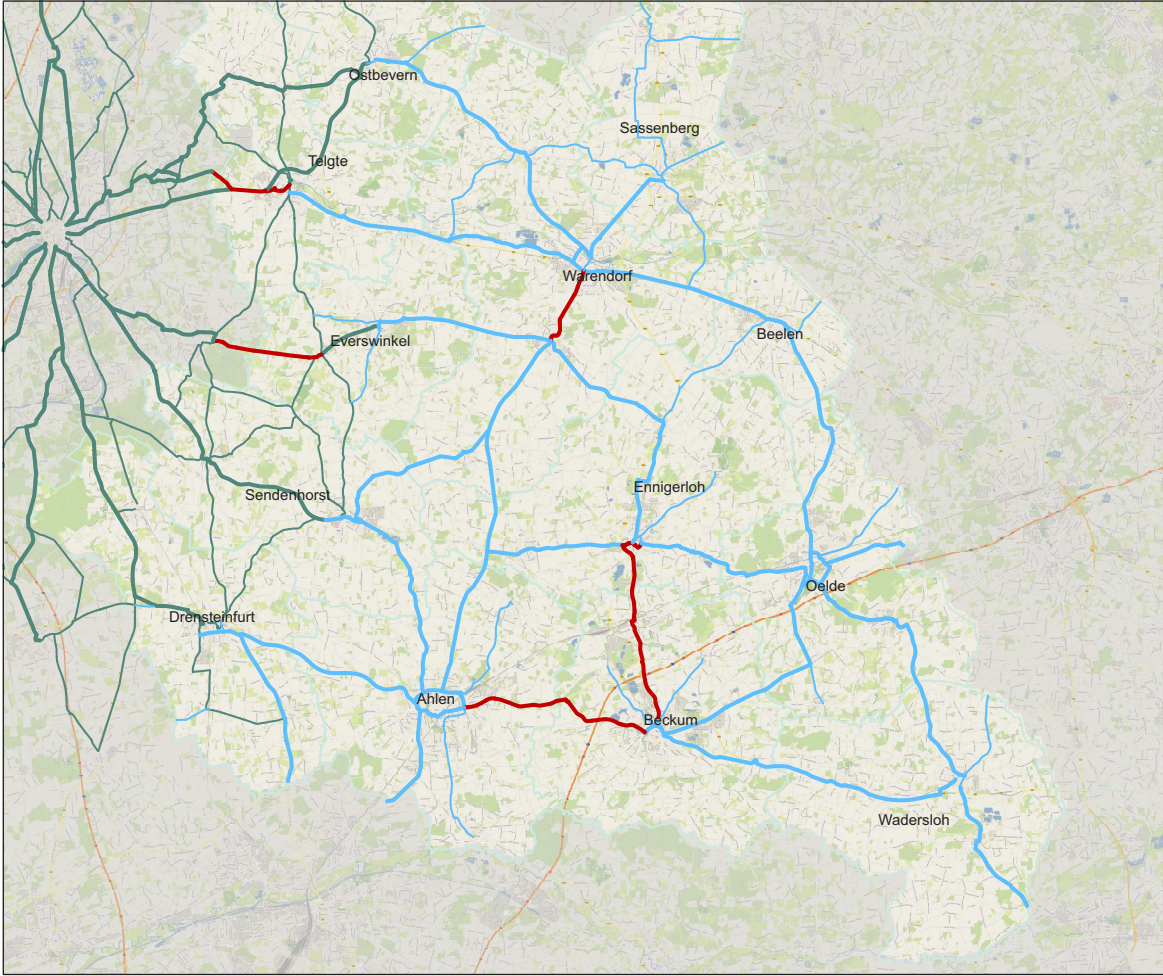 Ostbevern
Sassenberg
Telgte
Warendorf
Beelen
Everswinkel
Ennigerloh
Sendenhorst
Oelde
Drensteinfurt
Ahlen
Beckum
Wadersloh